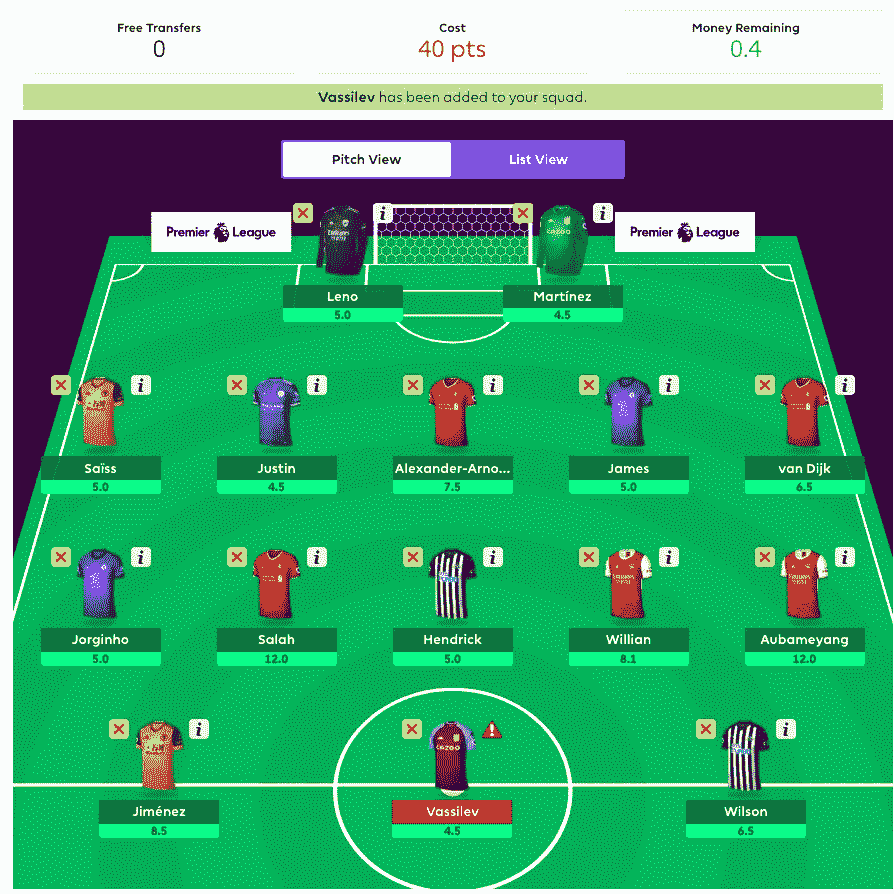 Free Transfers
Cost
Money Remaining
0
40 pts
0.4
Vassilev has been added to your squad.
Pitch View
List View
Premier League
Premier League
Leno
Martínez
5.0
4.5
Saïss
Justin
Alexander-Arno...
James
van Dijk
5.0
4.5
7.5
5.0
6.5
Jorginho
Salah
Hendrick
Willian
Aubameyang
5.0
12.0
5.0
8.1
12.0
Jiménez
Vassilev
Wilson
8.5
4.5
6.5